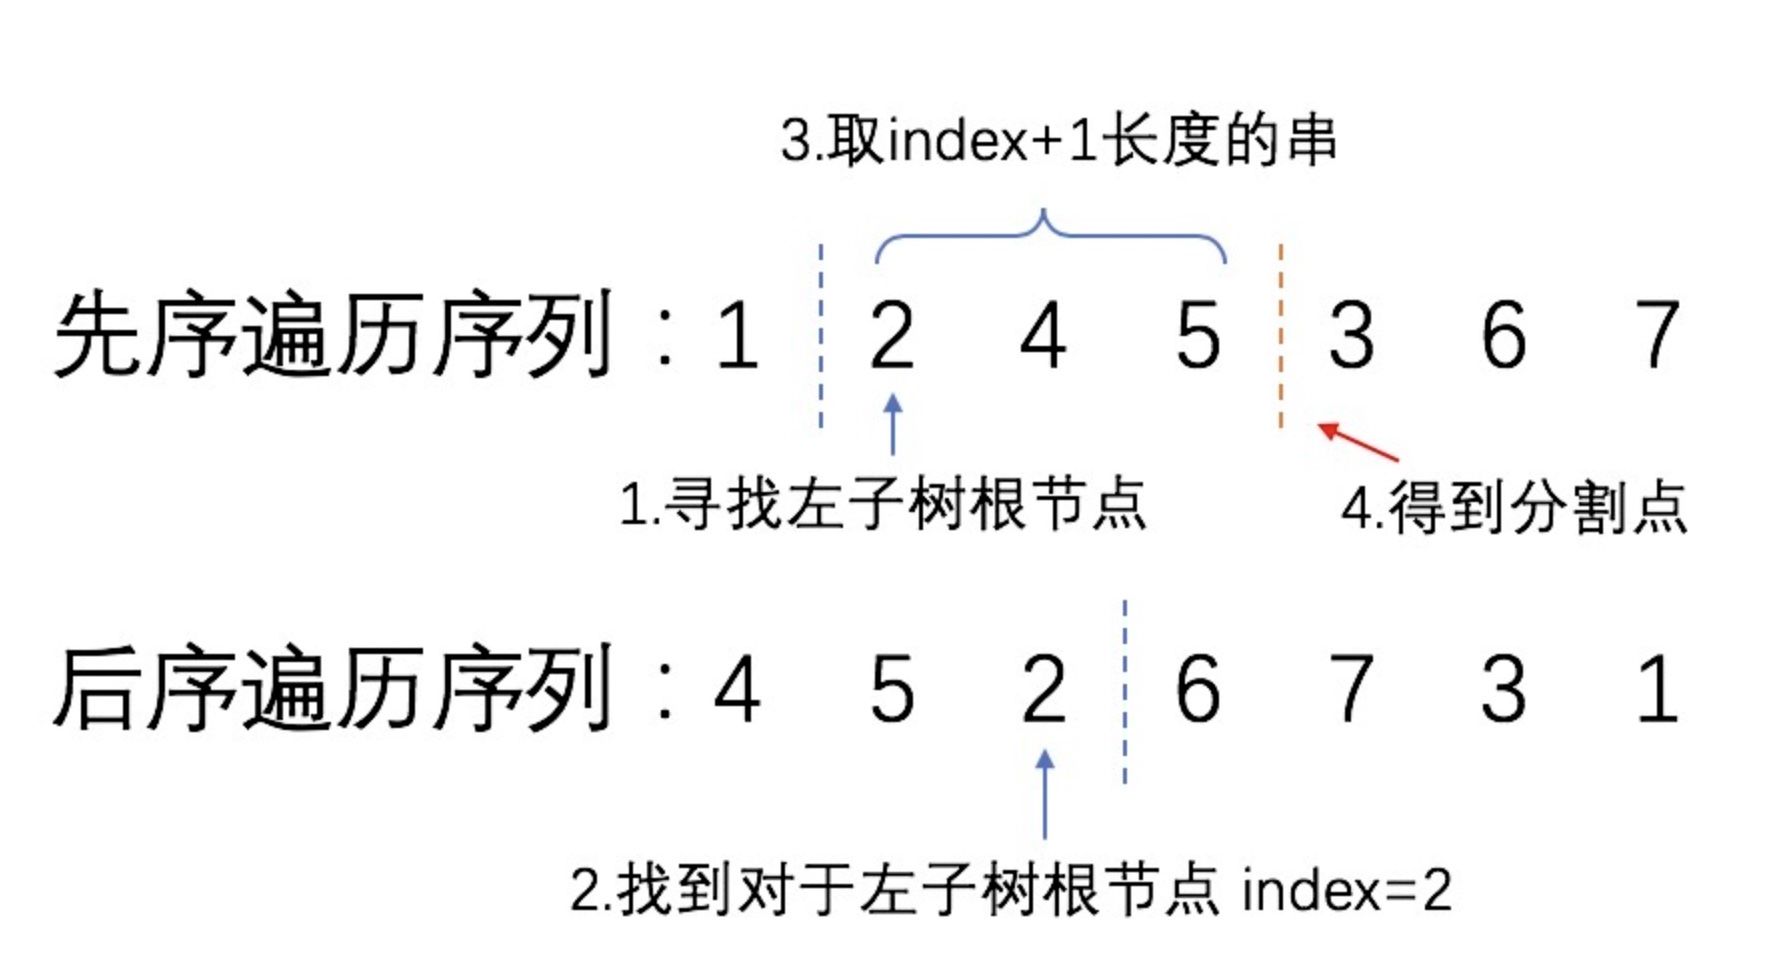 3.取index+1长度的串
先序遍历序列：1 2 4 5 3 6 7
1.寻找左子树根节点
4.得到分割点
后序遍历序列：4 5 2 6 7 3 1
2.找到对于左子树根节点 index=2